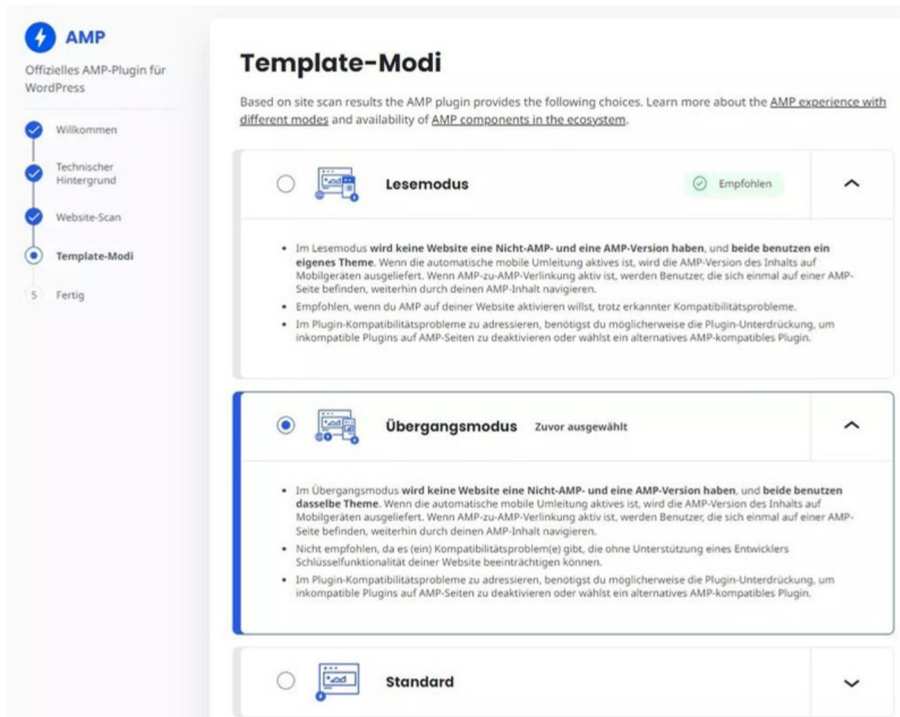 AMP
Offizielles AMP-Plugin für
WordPress
Willkommen
Technischer
Hintergrund
Website-Scan
Template-Modi
5 Fertig
Template-Modi
Based on site scan results the AMP plugin provides the following choices. Learn more about the AMP experience with
different modes and availability of AMP components in the ecosystem.
Lesemodus
Empfohlen
• Im Lesemodus wird keine Website eine Nicht-AMP- und eine AMP-Version haben, und beide benutzen ein
eigenes Theme. Wenn die automatische mobile Umleitung aktives ist, wird die AMP-Version des Inhalts auf
Mobilgeräten ausgeliefert. Wenn AMP-zu-AMP-Verlinkung aktiv ist, werden Benutzer, die sich einmal auf einer AMP-
Seite befinden, weiterhin durch deinen AMP-Inhalt navigieren.
• Empfohlen, wenn du AMP auf deiner Website aktivieren willst, trotz erkannter Kompatibilitätsprobleme.
• Im Plugin-Kompatibilitätsprobleme zu adressieren, benötigst du möglicherweise die Plugin-Unterdrückung, um
inkompatible Plugins auf AMP-Seiten zu deaktivieren oder wählst ein alternatives AMP-kompatibles Plugin.
Übergangsmodus Zuvor ausgewählt
• Im Übergangsmodus wird keine Website eine Nicht-AMP- und eine AMP-Version haben, und beide benutzen
dasselbe Theme. Wenn die automatische mobile Umleitung aktives ist, wird die AMP-Version des Inhalts auf
Mobilgeräten ausgeliefert. Wenn AMP-zu-AMP-Verlinkung aktiv ist, werden Benutzer, die sich einmal auf einer AMP-
Seite befinden, weiterhin durch deinen AMP-Inhalt navigieren.
• Nicht empfohlen, da es (ein) Kompatibilitätsproblem(e) gibt, die ohne Unterstützung eines Entwicklers
Schlüsselfunktionalität deiner Website beeinträchtigen können.
• Im Plugin-Kompatibilitätsprobleme zu adressieren, benötigst du möglicherweise die Plugin-Unterdrückung, um
inkompatible Plugins auf AMP-Seiten zu deaktivieren oder wählst ein alternatives AMP-kompatibles Plugin.
Standard